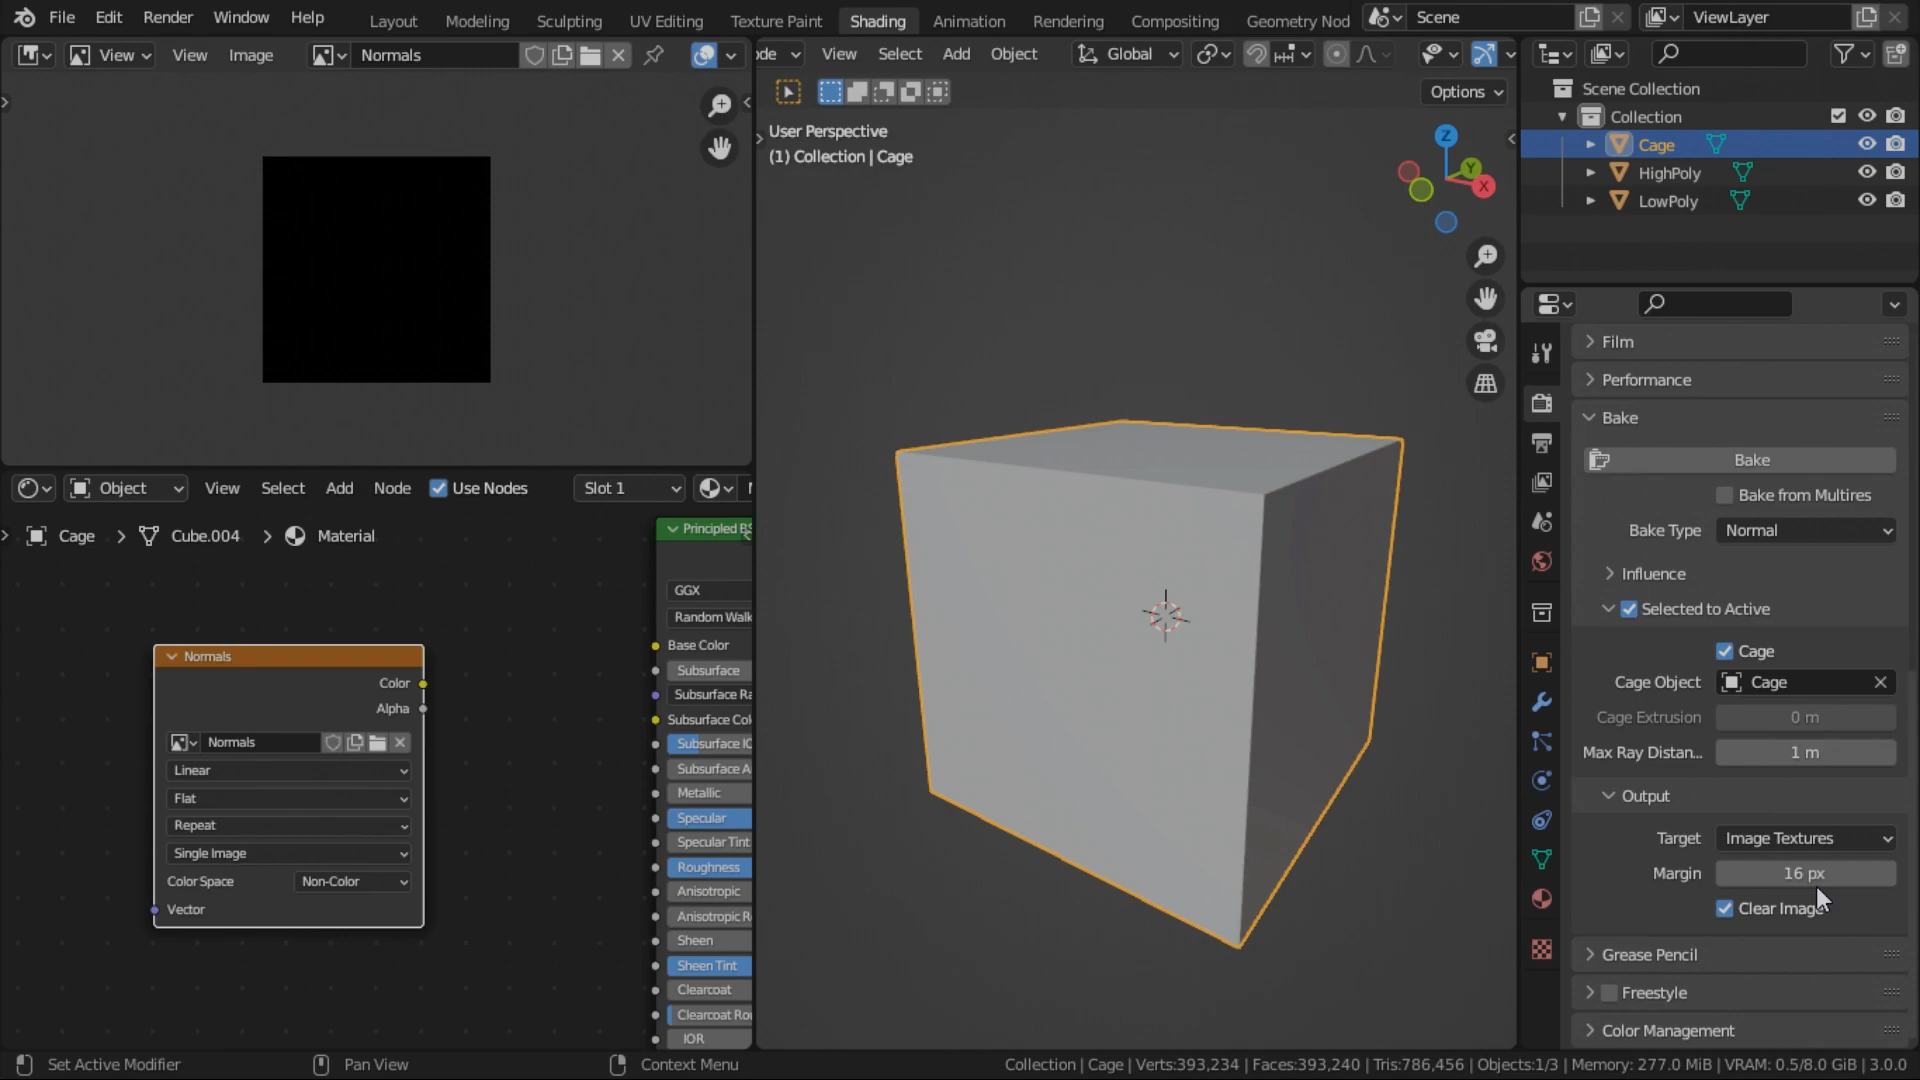 File Edit Render Window Help Layout Modeling Sculpting UV Editing Texture Paint Shading Animation Rendering Compositing Geometry Nod Scene ViewLayer
View View Image Normals
ode View Select Add Object Global
Options
User Perspective
(1) Collection | Cage
Z
Y
X
Scene Collection
Collection
Cage
HighPoly
LowPoly
Object View Select Add Node Use Nodes Slot 1
Cage Cube.004 Material
Normals
Color
Alpha
Normals
Linear
Flat
Repeat
Single Image
Color Space Non-Color
Vector
Principled BS
GGX
Random Walk
Base Color
Subsurface
Subsurface Ra
Subsurface Col
Subsurface IO
Subsurface A
Metallic
Specular
Specular Tint
Roughness
Anisotropic
Anisotropic R
Sheen
Sheen Tint
Clearcoat
Clearcoat Rou
IOR
Film
Performance
Bake
Bake
Bake from Multires
Bake Type Normal
Influence
Selected to Active
Cage
Cage Object Cage
Cage Extrusion 0 m
Max Ray Distan... 1 m
Output
Target Image Textures
Margin 16 px
Clear Image
Grease Pencil
Freestyle
Color Management
Set Active Modifier Pan View Context Menu Collection | Cage | Verts:393,234 | Faces:393,240 | Tris:786,456 | Objects:1/3 | Memory: 277.0 MiB | VRAM: 0.5/8.0 GiB | 3.0.0